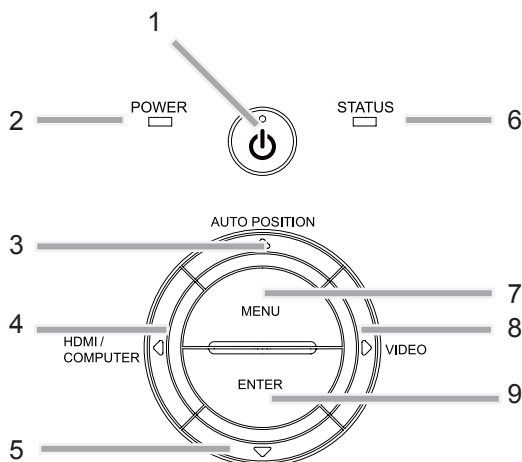 1
2 POWER STATUS 6
AUTO POSITION
3
7
4 MENU 8
HDMI /
COMPUTER VIDEO
ENTER 9
5